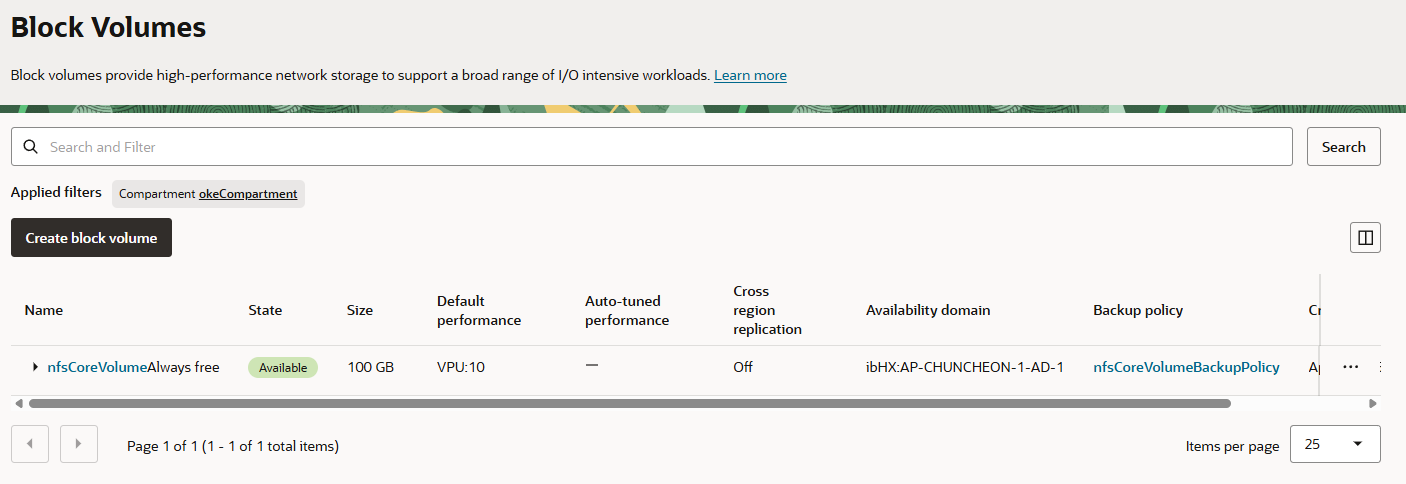 Block Volumes
Block volumes provide high-performance network storage to support a broad range of I/O intensive workloads. Learn more
Search and Filter
Search
Applied filters
Compartment okeCompartment
Create block volume
Name
State
Size
Default performance
Auto-tuned performance
Cross region replication
Availability domain
Backup policy
nfsCoreVolumeAlways free
Available
100 GB
VPU:10
—
Off
ibHX:AP-CHUNCHEON-1-AD-1
nfsCoreVolumeBackupPolicy
Page 1 of 1 (1 - 1 of 1 total items)
Items per page
25